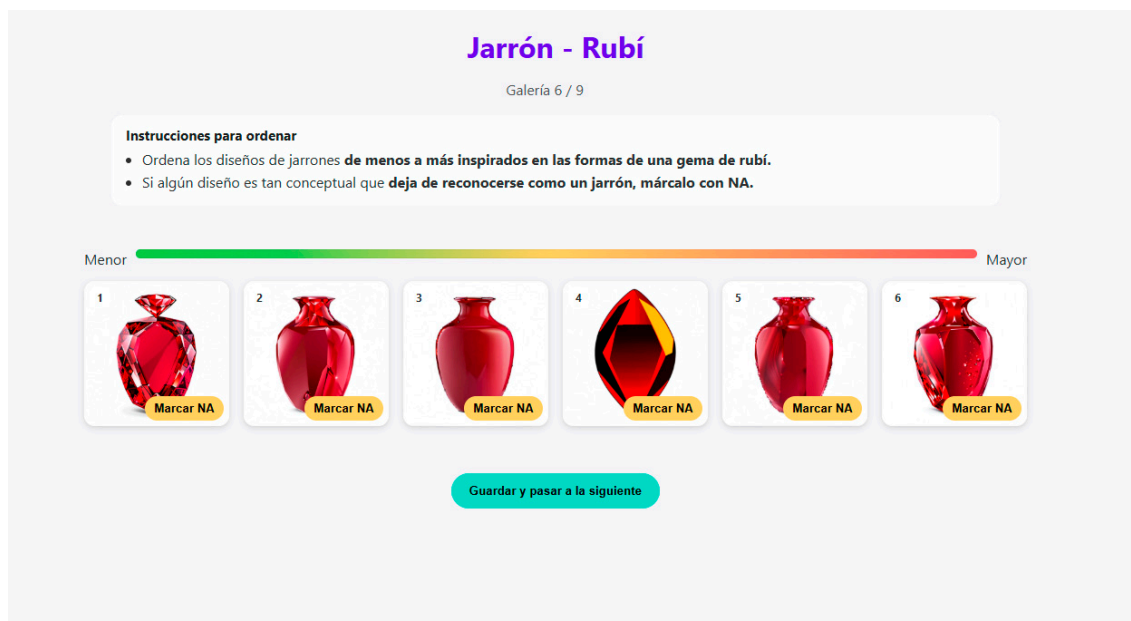 Jarrón - Rubí
Galería 6 / 9
Instrucciones para ordenar
• Ordena los diseños de jarrones de menos a más inspirados en las formas de una gema de rubí.
• Si algún diseño es tan conceptual que deja de reconocerse como un jarrón, márcalo con NA.
Menor Mayor
1 2 3 4 5 6
Marcar NA Marcar NA Marcar NA Marcar NA Marcar NA Marcar NA
Guardar y pasar a la siguiente